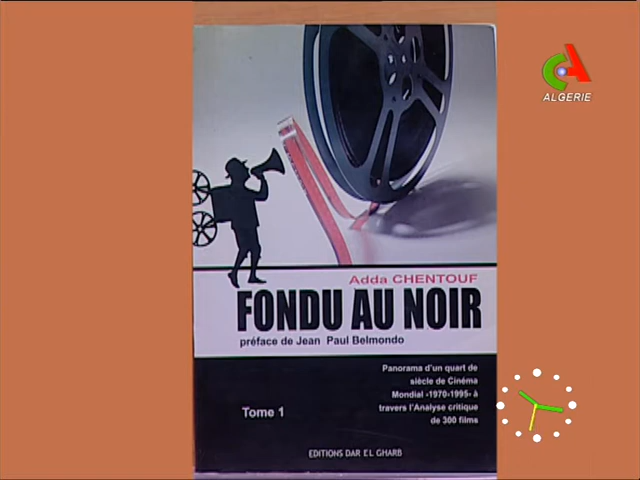 ALGERIE
Adda CHENTOUF
FONDU AU NOIR
préface de Jean Paul Belmondo
Panorama d'un quart de
siècle de Cinéma
Mondial -1970-1995- à
travers l'Analyse critique
de 300 films
Tome 1
EDITIONS DAR EL GHARB